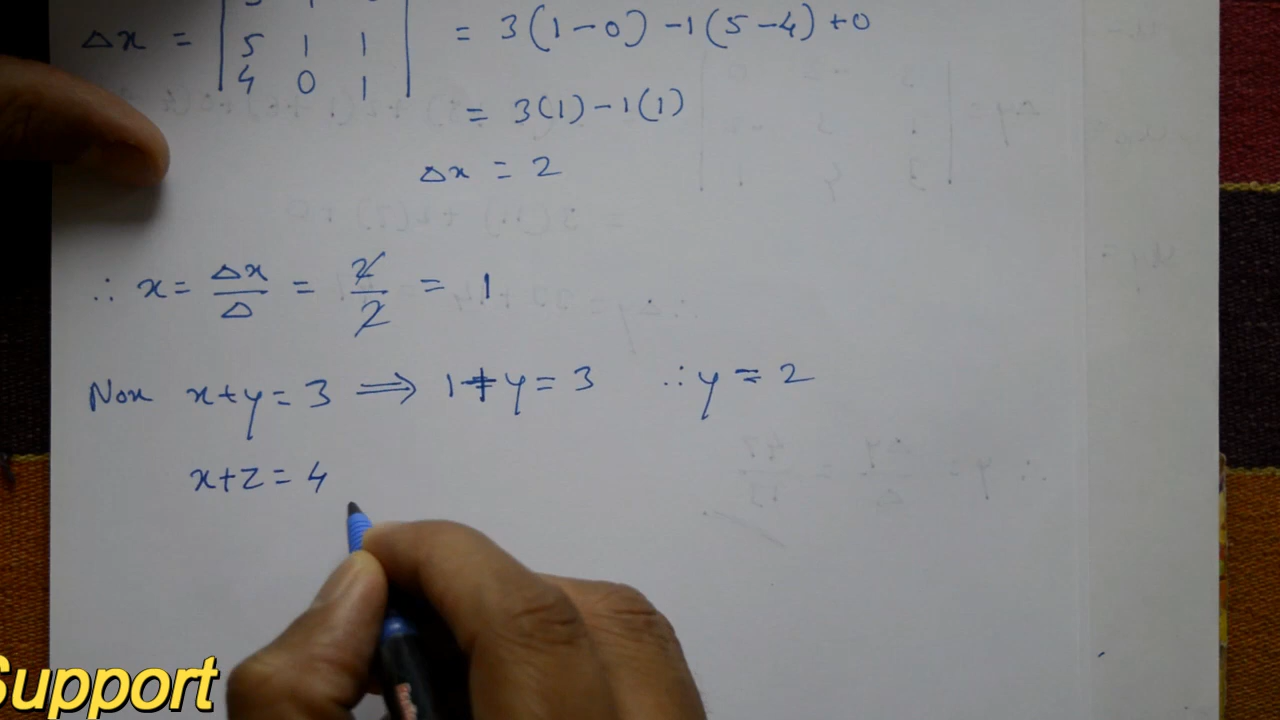 Δx = | 5 1 1 | = 3(1-0) -1(5-4)+0
4 0 1
= 3(1)-1(1)
Δx = 2
∴ x = Δx/Δ = 2/2 = 1
Now x+y=3 ⟹ 1+y=3 ∴ y=2
x+z=4
Support